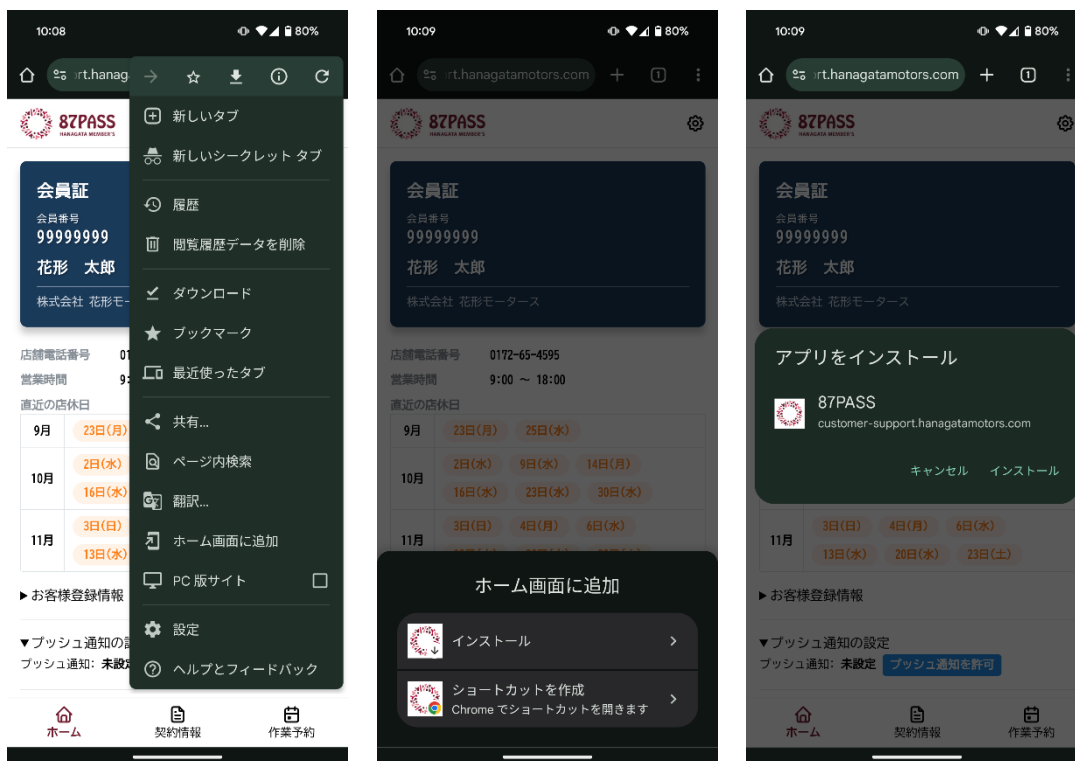 10:08
80%
rt.hanag
87PASS
HANAGATA MEMBER'S
会員証
会員番号
99999999
花形 太郎
株式会社 花形モー
店舗電話番号
営業時間 9:
直近の店休日
9月 23日(月)
10月 2日(水)
16日(水)
11月 3日(日)
13日(水)
▶お客様登録情報
▼プッシュ通知の
プッシュ通知: 未設
ホーム
契約情報
作業予約
新しいタブ
新しいシークレット タブ
履歴
閲覧履歴データを削除
ダウンロード
ブックマーク
最近使ったタブ
共有...
ページ内検索
翻訳...
ホーム画面に追加
PC 版サイト
設定
ヘルプとフィードバック
10:09
80%
rt.hanagatamotors.com
1
87PASS
HANAGATA MEMBER'S
会員証
会員番号
99999999
花形 太郎
株式会社 花形モータース
店舗電話番号 0172-65-4595
営業時間 9:00 ～ 18:00
直近の店休日
9月 23日(月) 25日(水)
10月 2日(水) 9日(水) 14日(月)
16日(水) 23日(水) 30日(水)
11月 3日(日) 4日(月) 6日(水)
ホーム画面に追加
インストール
ショートカットを作成
Chrome でショートカットを開きます
10:09
80%
rt.hanagatamotors.com
1
87PASS
HANAGATA MEMBER'S
会員証
会員番号
99999999
花形 太郎
株式会社 花形モータース
アプリをインストール
87PASS
customer-support.hanagatamotors.com
キャンセル インストール
11月 3日(日) 4日(月) 6日(水)
13日(水) 20日(水) 23日(土)
▶お客様登録情報
▼プッシュ通知の設定
プッシュ通知: 未設定 プッシュ通知を許可
ホーム
契約情報
作業予約